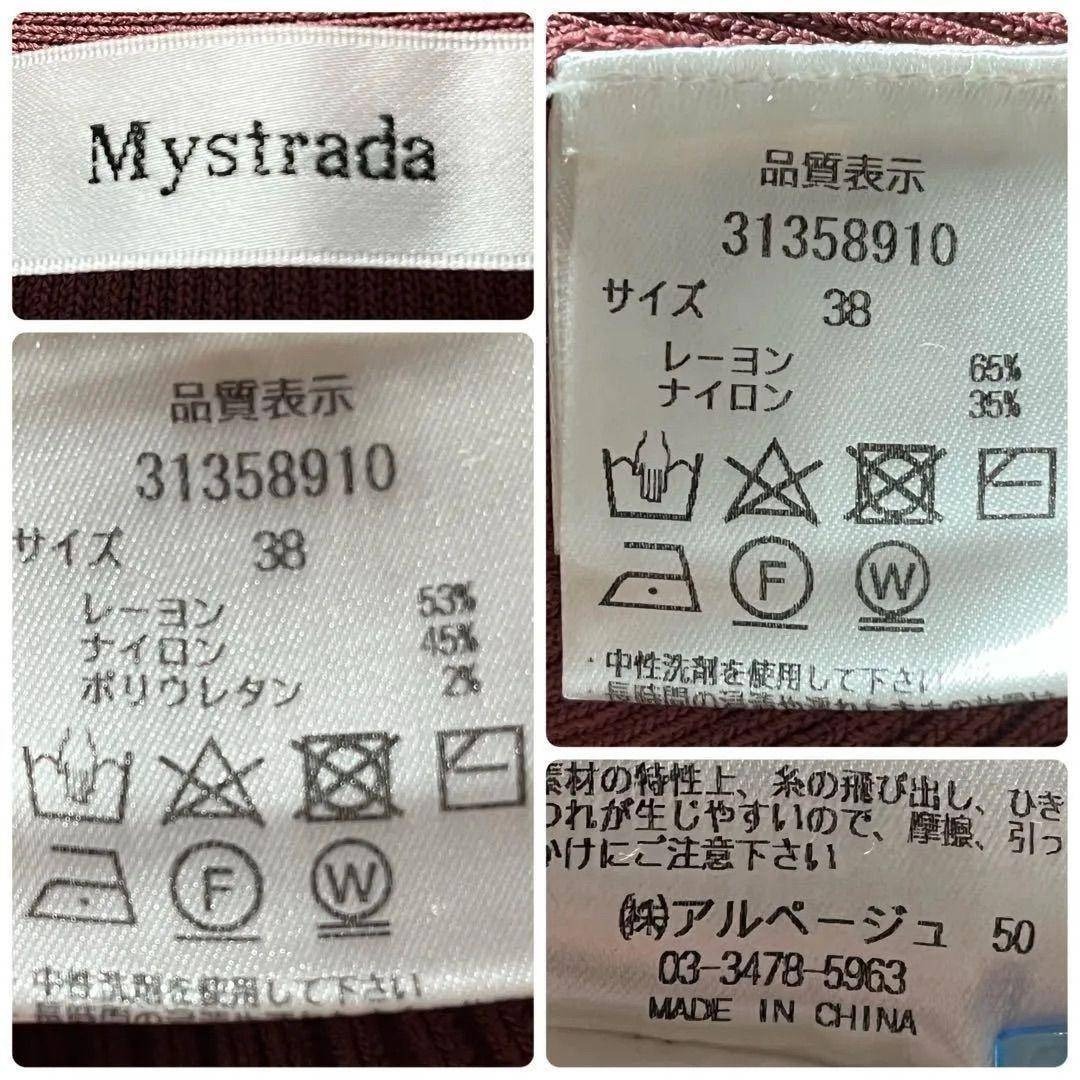 Mystrada
品質表示
31358910
サイズ 38
レーヨン 65%
ナイロン 35%
F W
・中性洗剤を使用して下さい
品質表示
31358910
サイズ 38
レーヨン 53%
ナイロン 45%
ポリウレタン 2%
F W
中性洗剤を使用して下さい
素材の特性上、糸の飛び出し、ひき
つれが生じやすいので、摩擦、引っ
かけにご注意下さい
㈱アルページュ 50
03-3478-5963
MADE IN CHINA